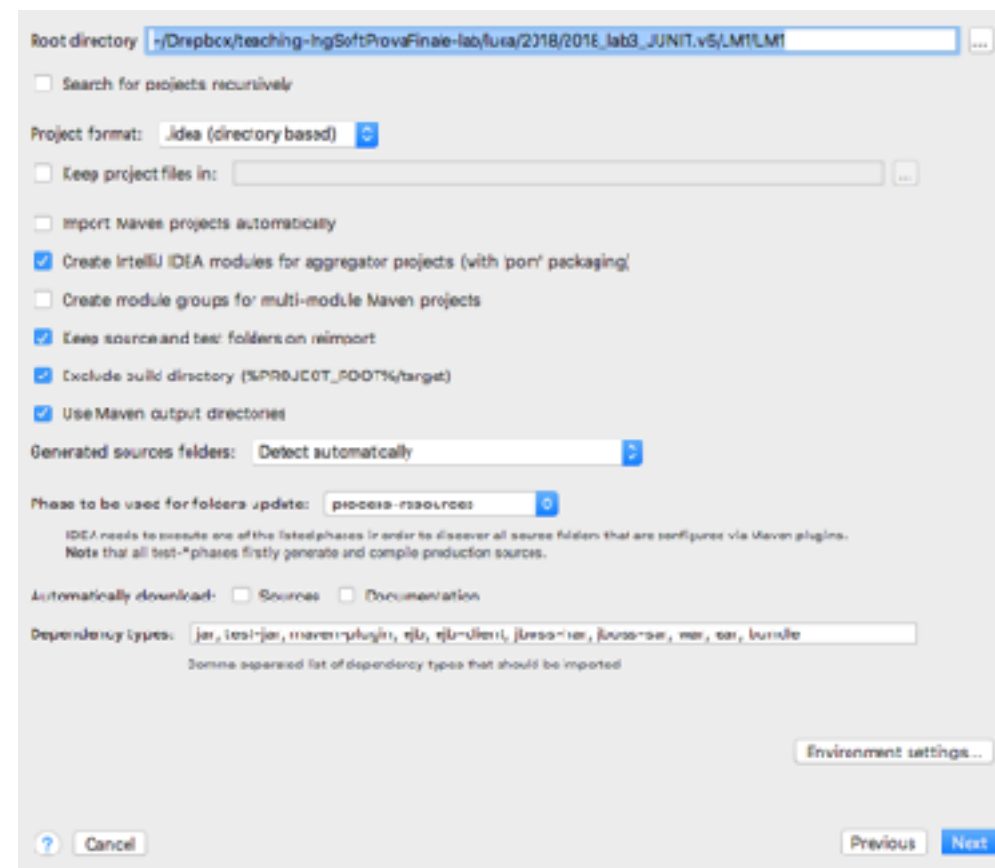 Root directory ~/Dropbox/teaching-IngSoftProvaFinale-lab/luca/2018/2018_lab3_JUNIT.v5/LM1/LM1 ...
Search for projects recursively
Project format: .idea (directory based)
Keep project files in: ...
Import Maven projects automatically
Create IntelliJ IDEA modules for aggregator projects (with 'pom' packaging)
Create module groups for multi-module Maven projects
Keep source and test folders on reimport
Exclude build directory (%PROJECT_ROOT%/target)
Use Maven output directories
Generated sources folders: Detect automatically
Phase to be used for folders update: process-resources
IDEA needs to execute one of the listed phases in order to discover all source folders that are configured via Maven plugins.
Note that all test-* phases firstly generate and compile production sources.
Automatically download: Sources Documentation
Dependency types: jar, test-jar, maven-plugin, ejb, ejb-client, jboss-har, jboss-sar, war, ear, bundle
Comma separated list of dependency types that should be imported
Environment settings...
? Cancel Previous Next